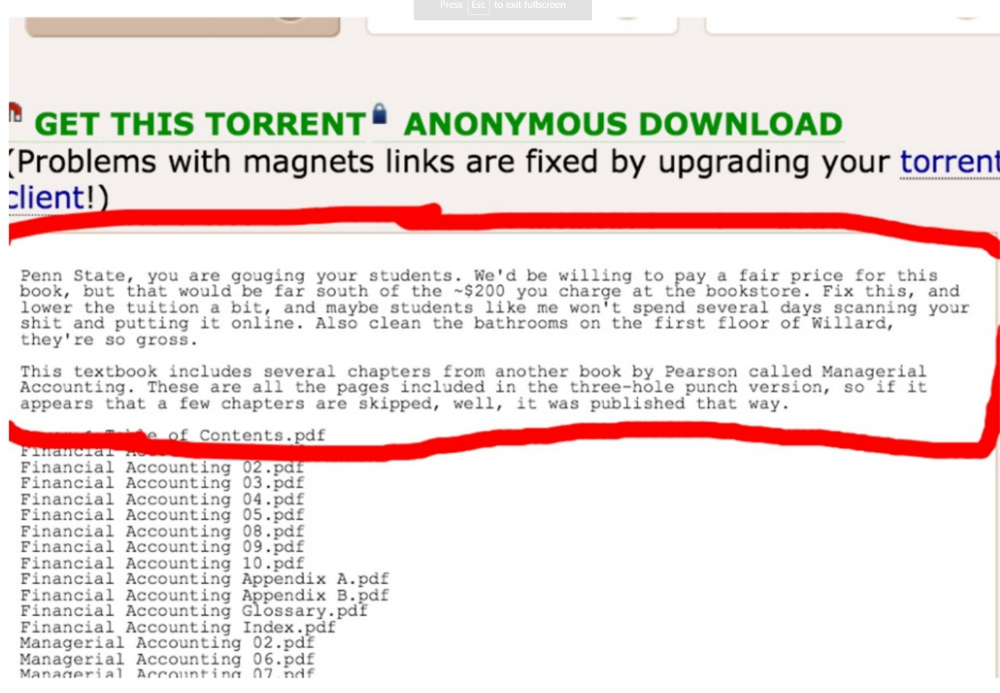 Press Esc to exit fullscreen
GET THIS TORRENT ANONYMOUS DOWNLOAD
(Problems with magnets links are fixed by upgrading your torrent
client!)
Penn State, you are gouging your students. We'd be willing to pay a fair price for this
book, but that would be far south of the ~$200 you charge at the bookstore. Fix this, and
lower the tuition a bit, and maybe students like me won't spend several days scanning your
shit and putting it online. Also clean the bathrooms on the first floor of Willard,
they're so gross.
This textbook includes several chapters from another book by Pearson called Managerial
Accounting. These are all the pages included in the three-hole punch version, so if it
appears that a few chapters are skipped, well, it was published that way.
Table of Contents.pdf
Financial
Financial Accounting 02.pdf
Financial Accounting 03.pdf
Financial Accounting 04.pdf
Financial Accounting 05.pdf
Financial Accounting 08.pdf
Financial Accounting 09.pdf
Financial Accounting 10.pdf
Financial Accounting Appendix A.pdf
Financial Accounting Appendix B.pdf
Financial Accounting Glossary.pdf
Financial Accounting Index.pdf
Managerial Accounting 02.pdf
Managerial Accounting 06.pdf
Managerial Accounting 07.pdf